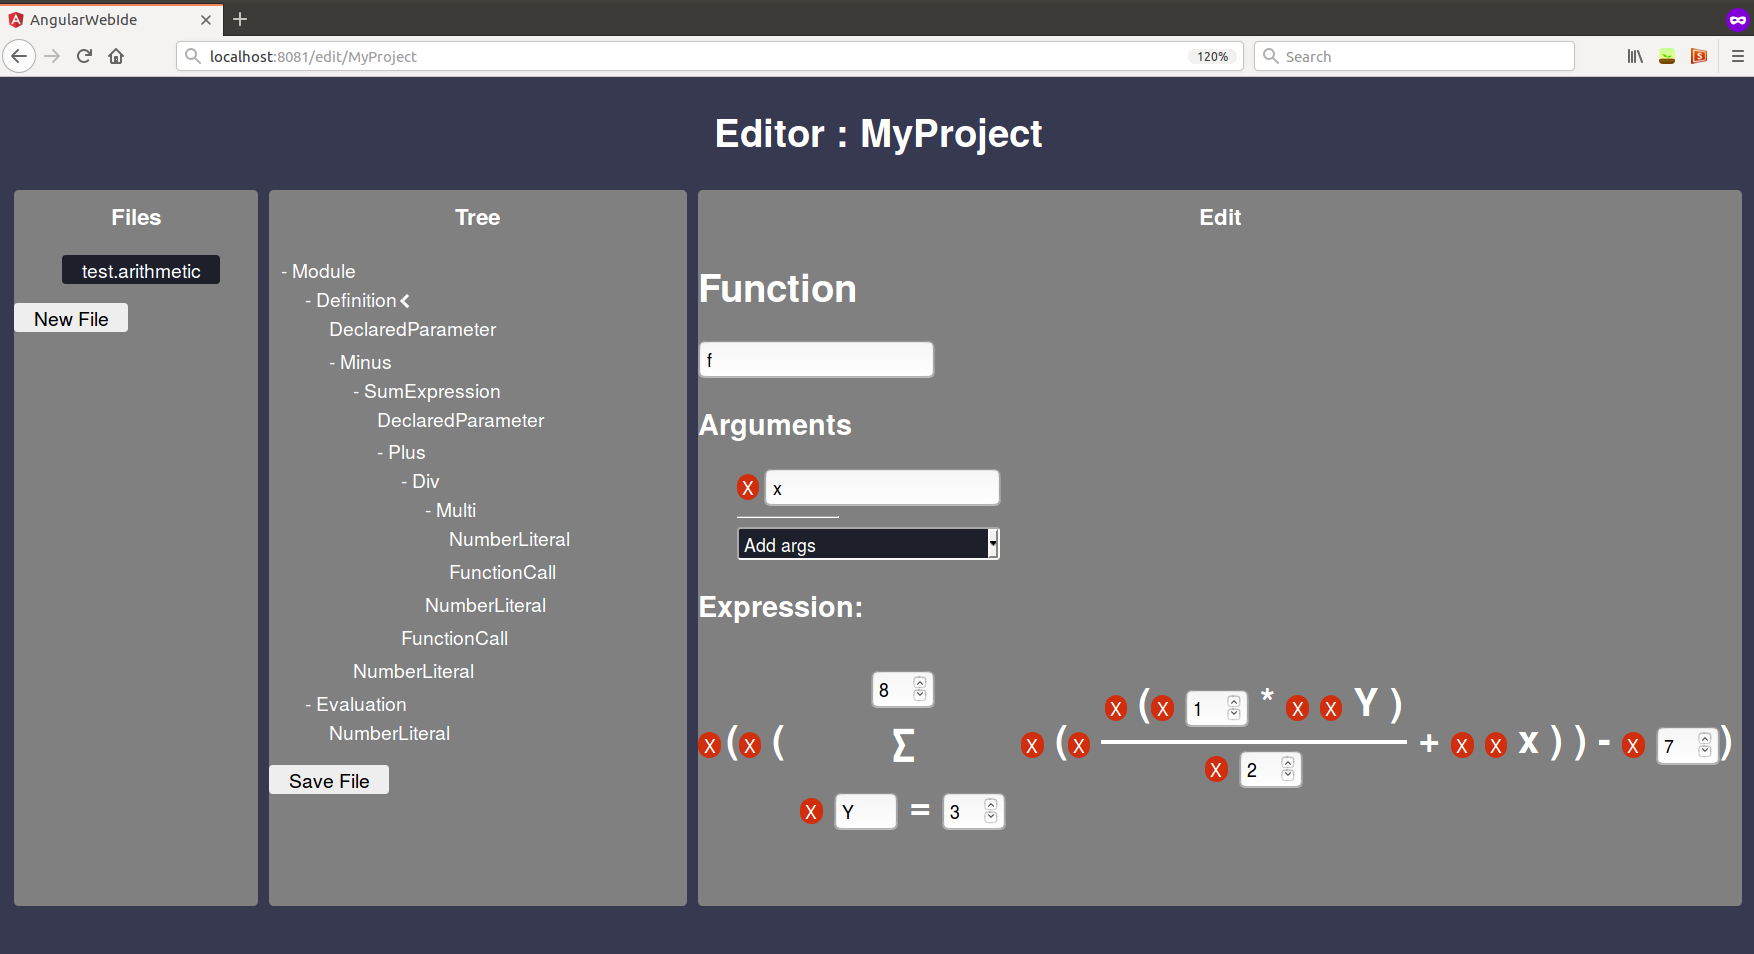 AngularWebIde
localhost:8081/edit/MyProject
120%
Search
Editor : MyProject
Files
test.arithmetic
New File
Tree
- Module
- Definition
DeclaredParameter
- Minus
- SumExpression
DeclaredParameter
- Plus
- Div
- Multi
NumberLiteral
FunctionCall
NumberLiteral
FunctionCall
NumberLiteral
- Evaluation
NumberLiteral
Save File
Edit
Function
f
Arguments
X x
Add args
Expression:
8
X ( X 1 * X X Y )
X ( X ( Σ X ( X + X X x ) ) - X 7 )
X 2
X Y = 3